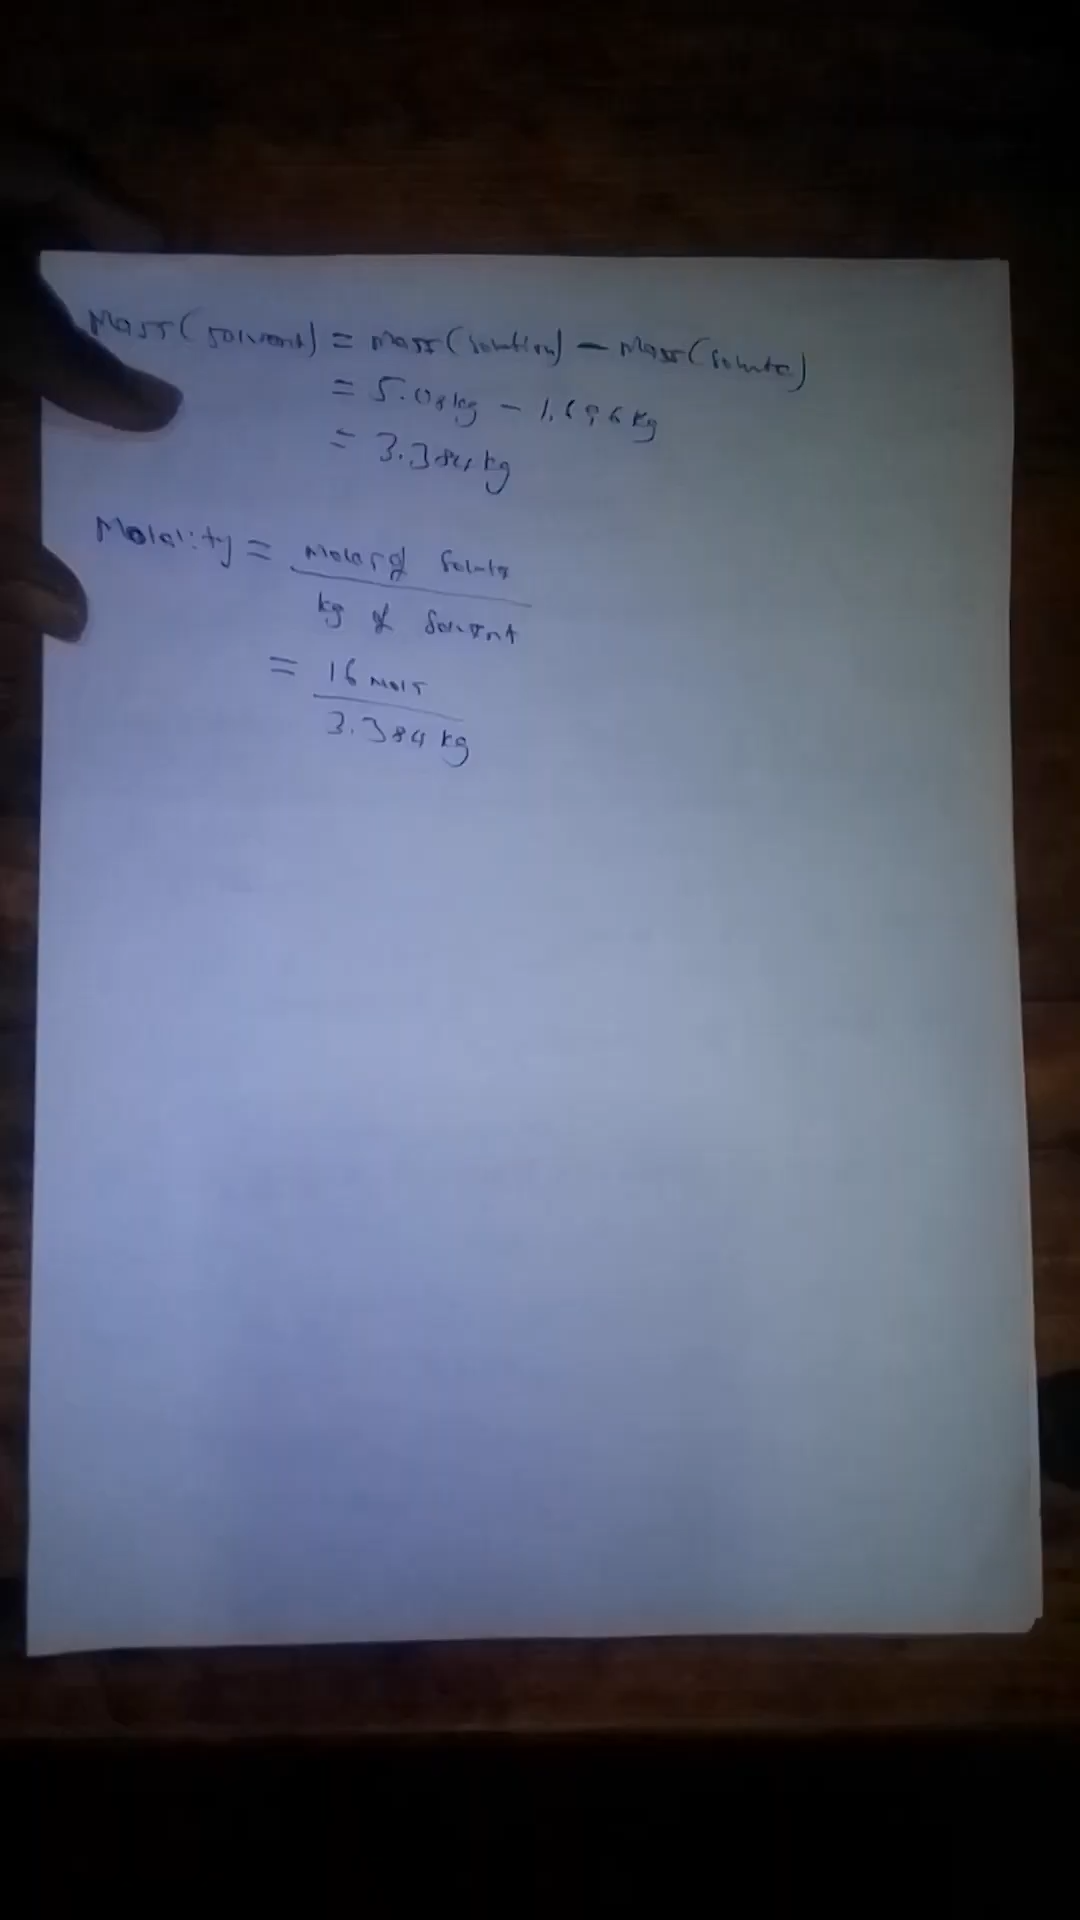 Mass(solvent) = mass(solution) - Mass(solute)
= 5.08kg - 1.696kg
= 3.384kg
Molality = moles of solute
kg of solvent
= 16 mols
3.384 kg